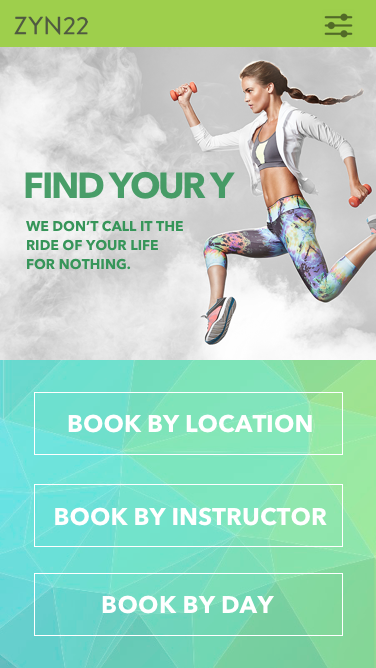 ZYN22
FIND YOUR Y
WE DON'T CALL IT THE
RIDE OF YOUR LIFE
FOR NOTHING.
BOOK BY LOCATION
BOOK BY INSTRUCTOR
BOOK BY DAY